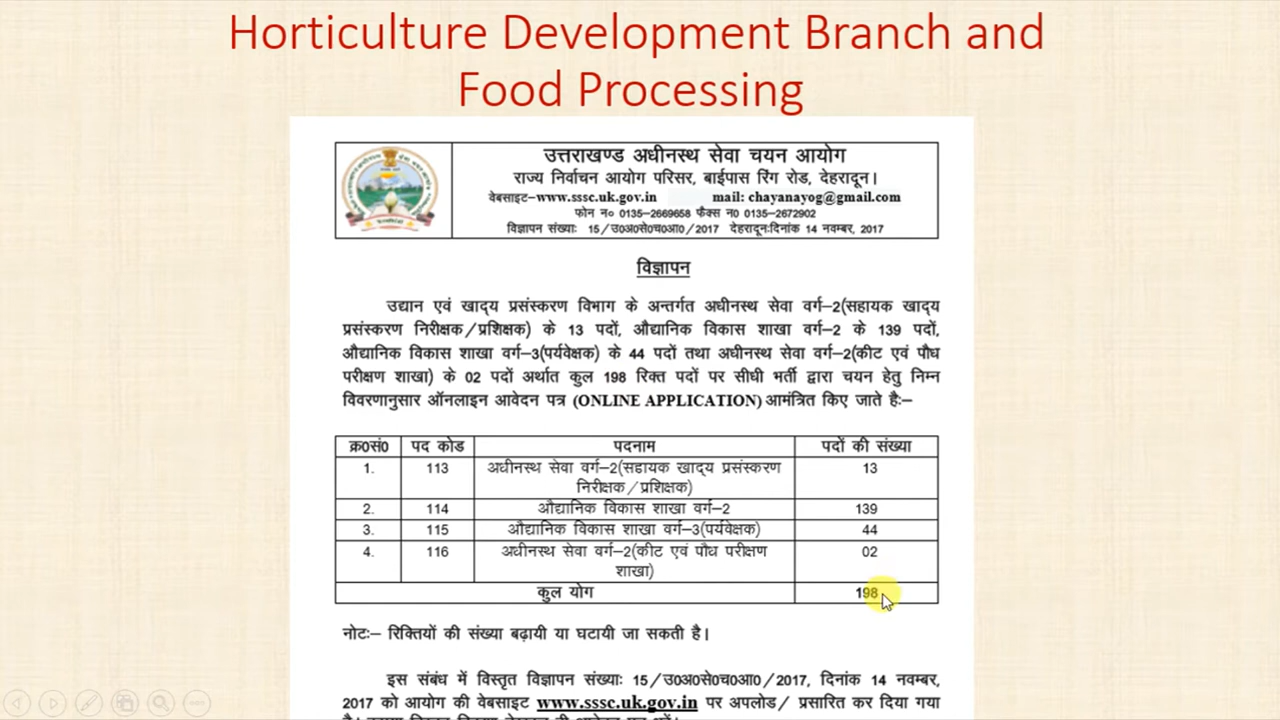 Horticulture Development Branch and
Food Processing
उत्तराखण्ड अधीनस्थ सेवा चयन आयोग
राज्य निर्वाचन आयोग परिसर, बाईपास रिंग रोड, देहरादून।
वेबसाइट–www.sssc.uk.gov.in mail: chayanayog@gmail.com
फोन न० 0135–2669658 फैक्स न0 0135–2672902
विज्ञापन संख्याः 15/उ0अ0से0च0आ0/2017 देहरादूनःदिनांक 14 नवम्बर, 2017
विज्ञापन
उद्यान एवं खाद्य प्रसंस्करण विभाग के अन्तर्गत अधीनस्थ सेवा वर्ग–2(सहायक खाद्य
प्रसंस्करण निरीक्षक/प्रशिक्षक) के 13 पदों, औद्यानिक विकास शाखा वर्ग–2 के 139 पदों,
औद्यानिक विकास शाखा वर्ग–3(पर्यवेक्षक) के 44 पदों तथा अधीनस्थ सेवा वर्ग–2(कीट एवं पौध
परीक्षण शाखा) के 02 पदों अर्थात कुल 198 रिक्त पदों पर सीधी भर्ती द्वारा चयन हेतु निम्न
विवरणानुसार ऑनलाइन आवेदन पत्र (ONLINE APPLICATION) आमंत्रित किए जाते हैः–
क्र0सं0 पद कोड पदनाम पदों की संख्या
1. 113 अधीनस्थ सेवा वर्ग–2(सहायक खाद्य प्रसंस्करण 13
निरीक्षक/प्रशिक्षक)
2. 114 औद्यानिक विकास शाखा वर्ग–2 139
3. 115 औद्यानिक विकास शाखा वर्ग–3(पर्यवेक्षक) 44
4. 116 अधीनस्थ सेवा वर्ग–2(कीट एवं पौध परीक्षण 02
शाखा)
कुल योग 198
नोटः– रिक्तियों की संख्या बढ़ायी या घटायी जा सकती है।
इस संबंध में विस्तृत विज्ञापन संख्याः 15/उ0अ0से0च0आ0/2017, दिनांक 14 नवम्बर,
2017 को आयोग की वेबसाइट www.sssc.uk.gov.in पर अपलोड/ प्रसारित कर दिया गया